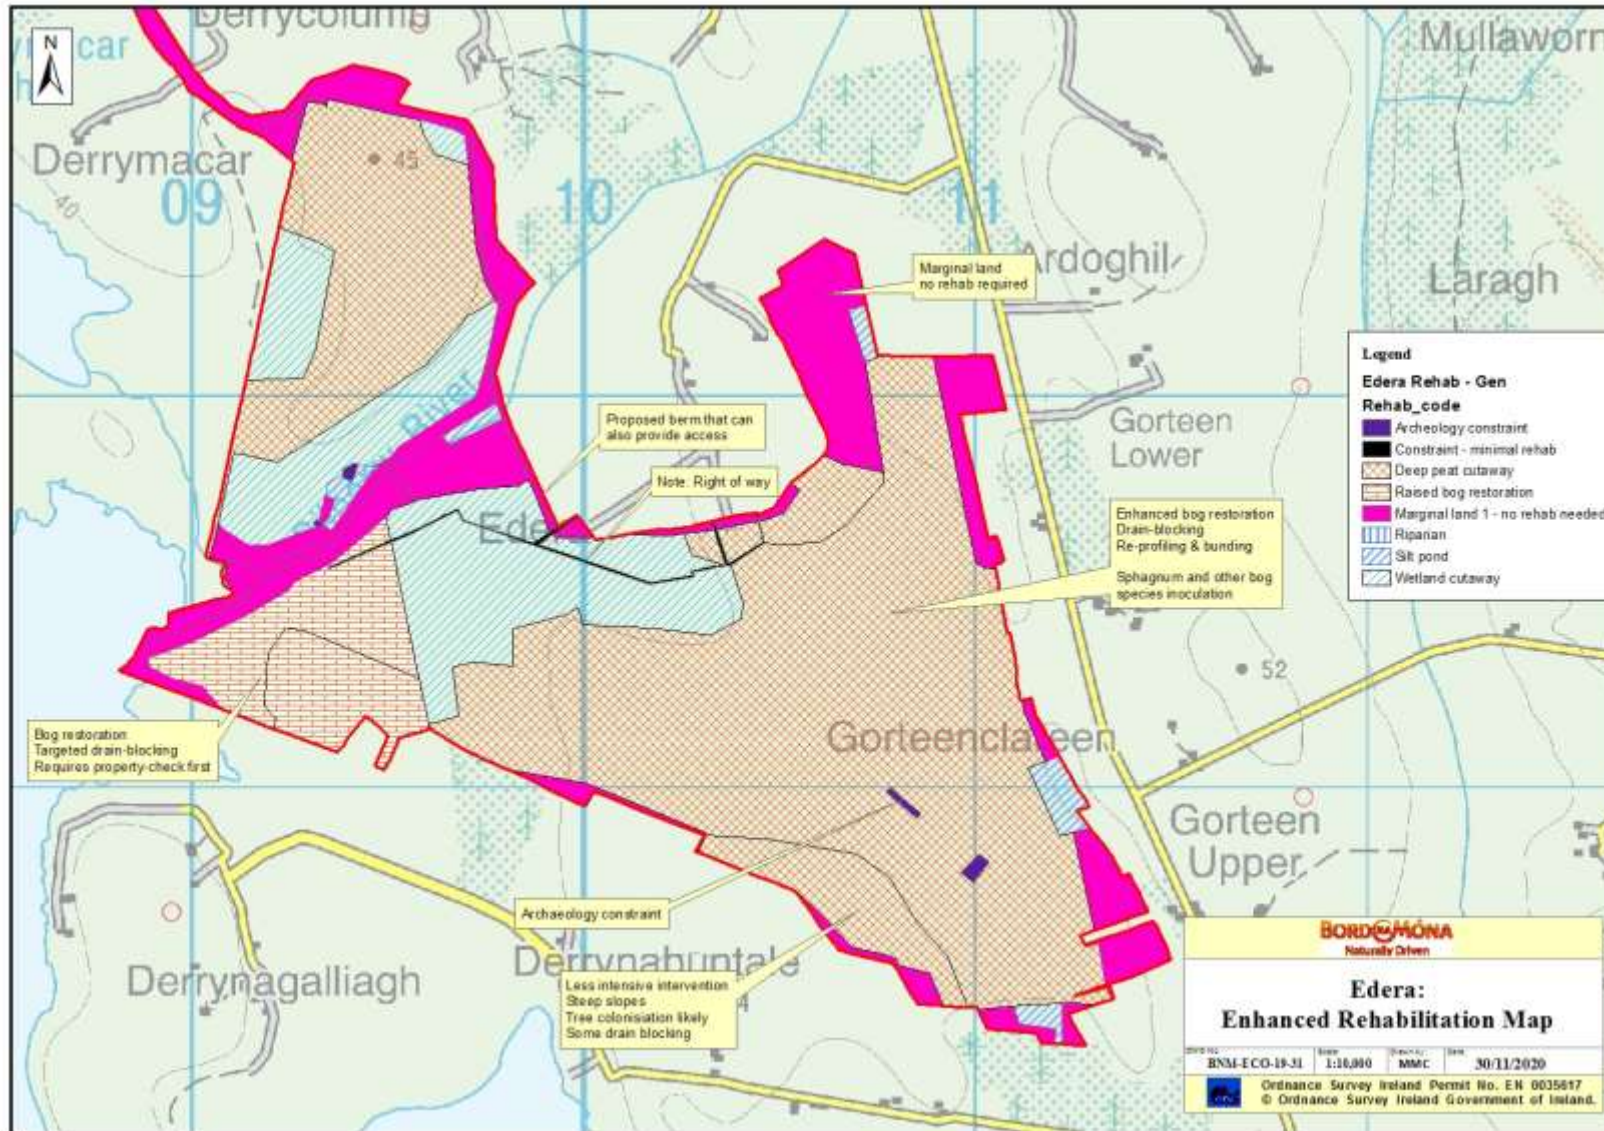 Derrycolumb
Mullaworn
N
Derrymacar
45
40
09
10
11
Ardoghil
Laragh
Marginal land
no rehab required
Legend
Edera Rehab - Gen
Rehab_code
Archeology constraint
Constraint - minimal rehab
Deep peat cutaway
Raised bog restoration
Marginal land 1 - no rehab needed
Riparian
Silt pond
Wetland cutaway
River
Proposed berm that can
also provide access
Gorteen
Lower
Note: Right of way
Enhanced bog restoration
Drain-blocking
Re-profiling & bunding
Sphagnum and other bog
species inoculation
52
Bog restoration
Targeted drain-blocking
Requires property-check first
Gorteenclareen
Gorteen
Upper
Archaeology constraint
Derrynagalliagh
Derrynabuntale
Less intensive intervention
Steep slopes
Tree colonisiation likely
Some drain blocking
BORD NA MÓNA
Naturally Driven
Edera:
Enhanced Rehabilitation Map
BNM-ECO-19-31 1:10,000 MMC 30/11/2020
Ordnance Survey Ireland Permit No. EN 0035617
© Ordnance Survey Ireland Government of Ireland.